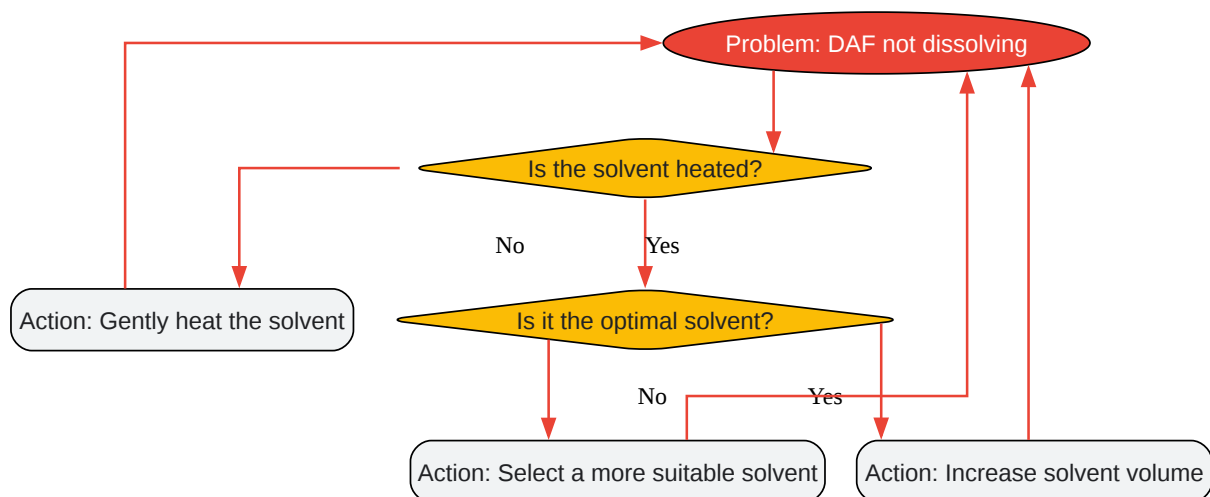 Problem: DAF not dissolving
Is the solvent heated?
No
Yes
Action: Gently heat the solvent
Is it the optimal solvent?
No
Yes
Action: Select a more suitable solvent
Action: Increase solvent volume